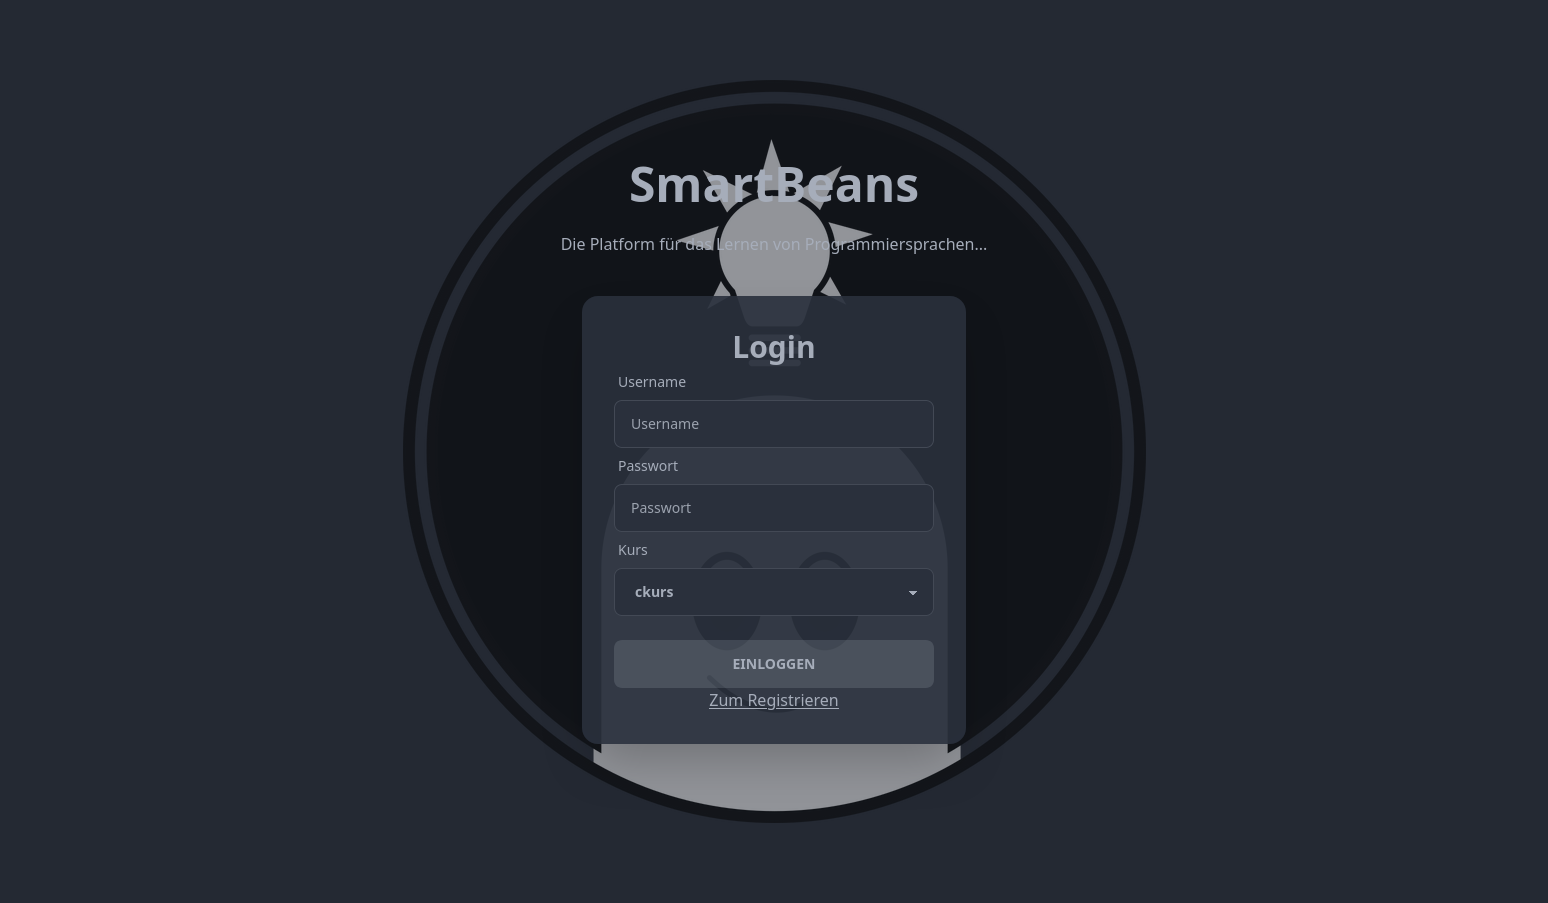 SmartBeans
Die Platform für das Lernen von Programmiersprachen...
Login
Username
Username
Passwort
Passwort
Kurs
ckurs
EINLOGGEN
Zum Registrieren